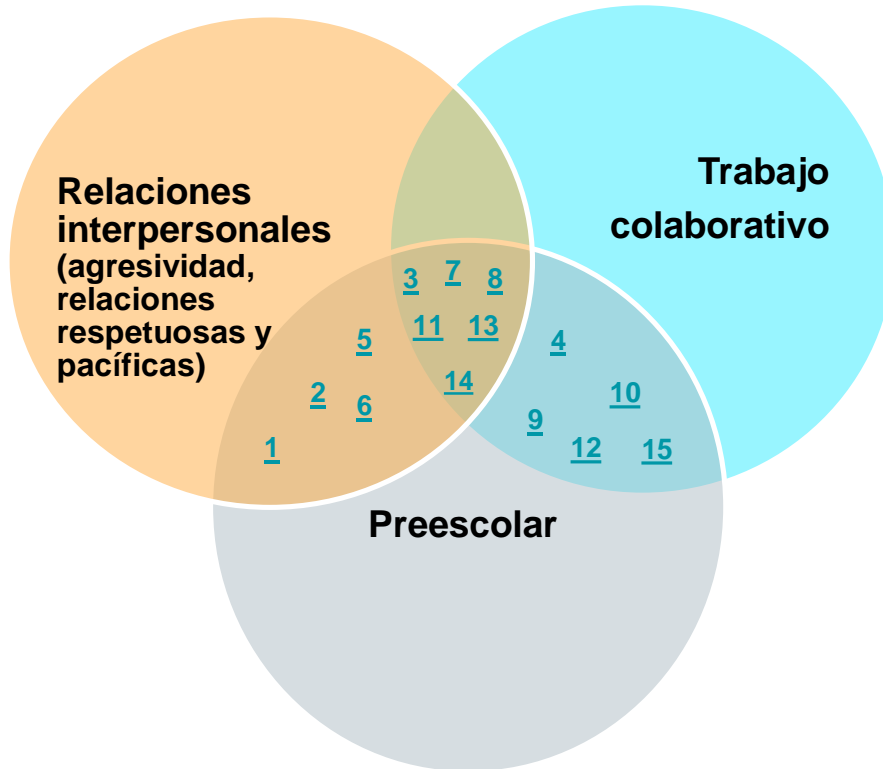 Relaciones
interpersonales
(agresividad,
relaciones
respetuosas y
pacíficas)
Trabajo
colaborativo
3 7 8
11 13
5 4
14
2 6 10
9
1 12 15
Preescolar